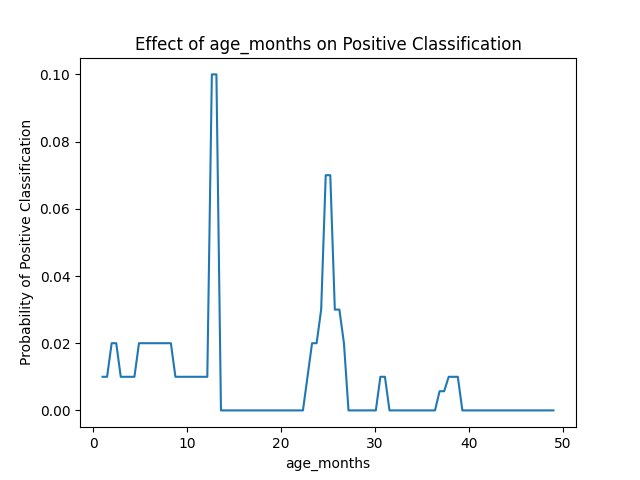 Effect of age_months on Positive Classification
Probability of Positive Classification
0.10
0.08
0.06
0.04
0.02
0.00
0 10 20 30 40 50
age_months